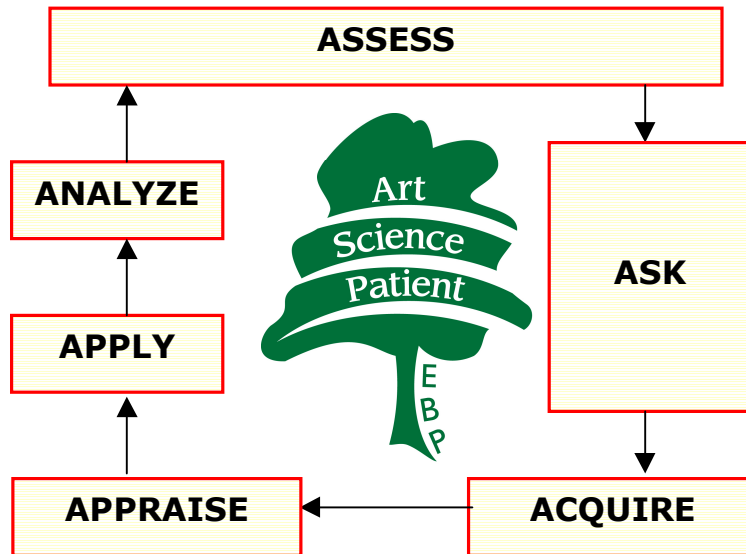 ASSESS
ANALYZE
Art
Science
Patient
ASK
APPLY
E
B
P
APPRAISE
ACQUIRE